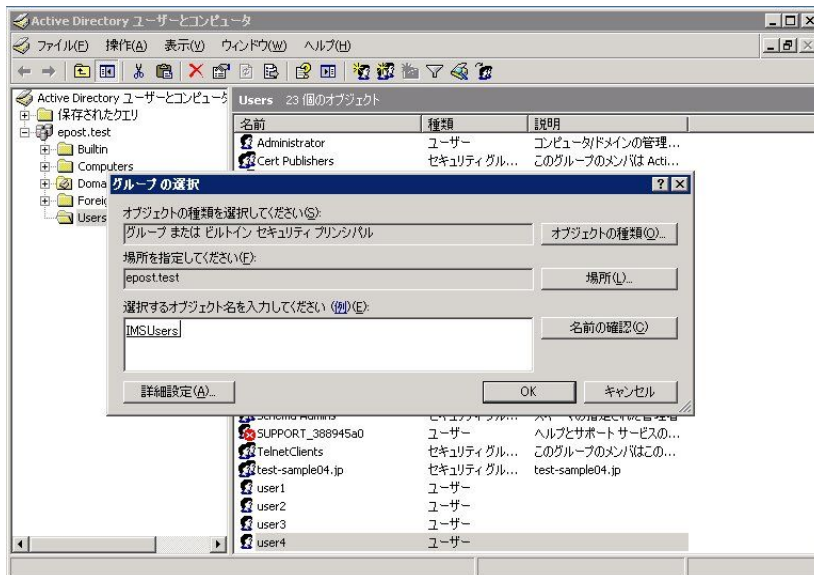 Active Directory ユーザーとコンピュータ
ファイル(F) 操作(A) 表示(V) ウィンドウ(W) ヘルプ(H)
Active Directory ユーザーとコンピュータ
保存されたクエリ
epost.test
Builtin
Computers
Doma
Foreig
Users
Users 23 個のオブジェクト
名前 種類 説明
Administrator ユーザー コンピュータ/ドメインの管理...
Cert Publishers セキュリティ グル... このグループのメンバは Acti...
グループ の選択
オブジェクトの種類を選択してください(S):
グループ または ビルトイン セキュリティ プリンシパル
オブジェクトの種類(O)...
場所を指定してください(F):
epost.test
場所(L)...
選択するオブジェクト名を入力してください (例)(E):
IMSUsers
名前の確認(C)
詳細設定(A)...
OK
キャンセル
Schema Admins
SUPPORT_388945a0 ユーザー ヘルプとサポート サービスの...
TelnetClients セキュリティ グル... このグループのメンバはこの...
test-sample04.jp セキュリティ グル... test-sample04.jp
user1 ユーザー
user2 ユーザー
user3 ユーザー
user4 ユーザー